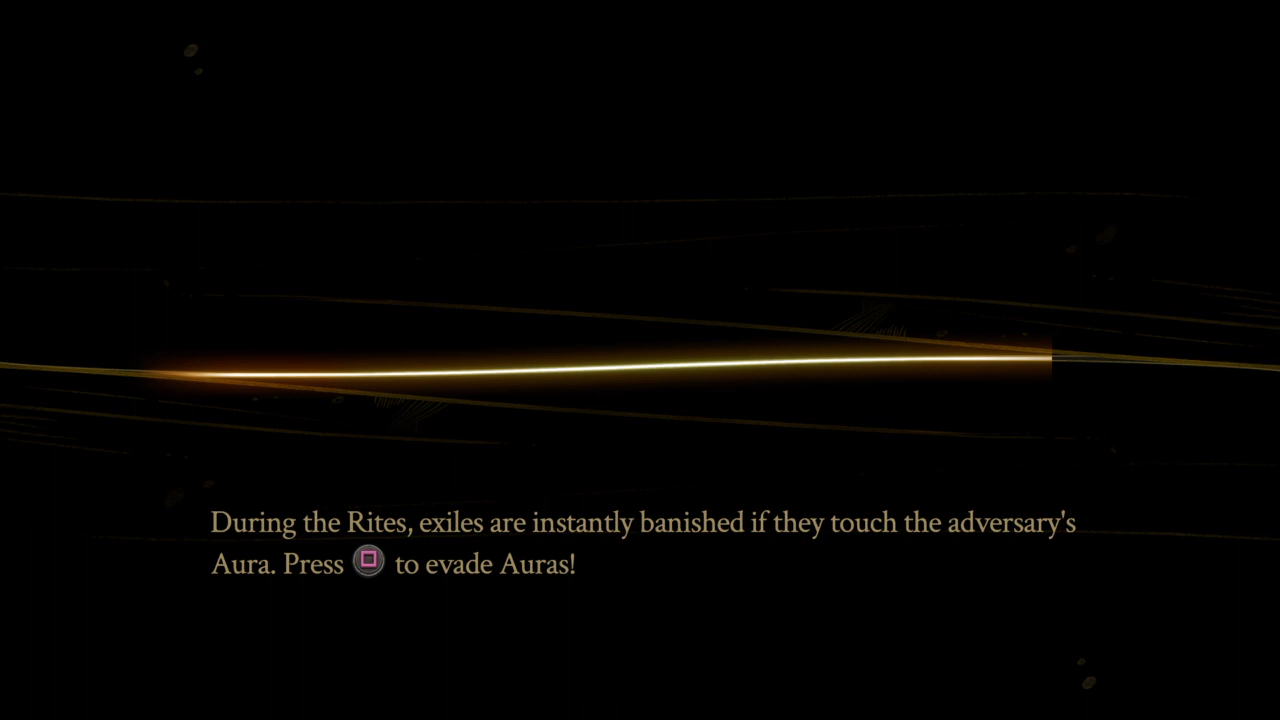 During the Rites, exiles are instantly banished if they touch the adversary's
Aura. Press to evade Auras!